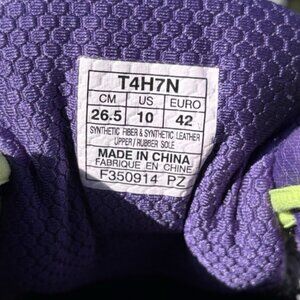 T4H7N
CM US EURO
26.5 10 42
SYNTHETIC FIBER & SYNTHETIC LEATHER
UPPER / RUBBER SOLE
MADE IN CHINA
FABRIQUE EN CHINE
F350914 PZ